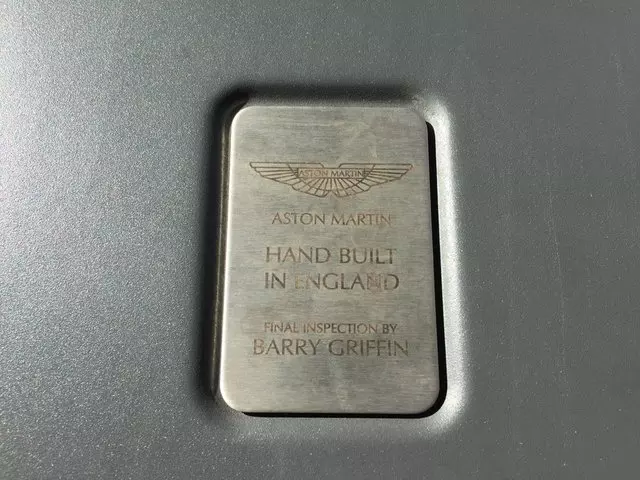 ASTON MARTIN
ASTON MARTIN
HAND BUILT
IN ENGLAND
FINAL INSPECTION BY
BARRY GRIFFIN